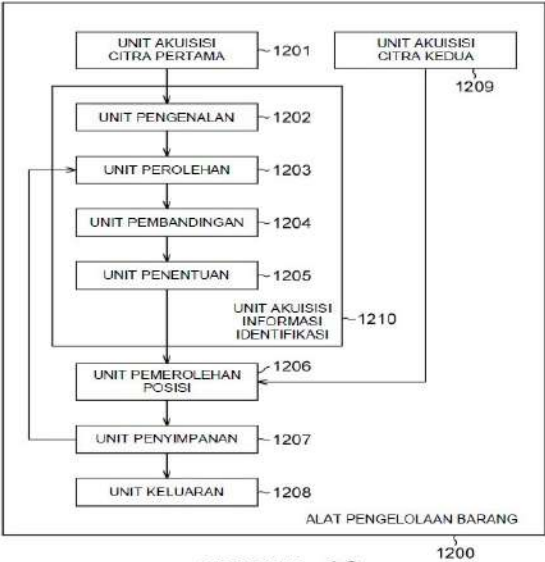 UNIT AKUISISI
CITRA PERTAMA
1201
UNIT AKUISISI
CITRA KEDUA
1209
UNIT PENGENALAN
1202
UNIT PEROLEHAN
1203
UNIT PEMBANDINGAN
1204
UNIT PENENTUAN
1205
UNIT AKUISISI
INFORMASI
IDENTIFIKASI
1210
UNIT PEMEROLEHAN
POSISI
1206
UNIT PENYIMPANAN
1207
UNIT KELUARAN
1208
ALAT PENGELOLAAN BARANG
1200